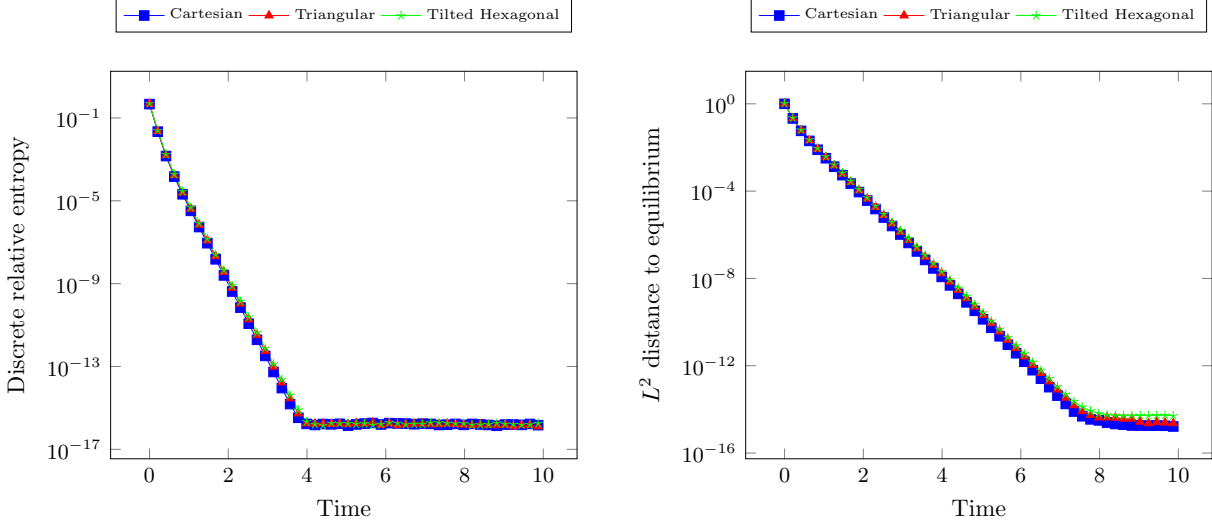 Cartesian Triangular Tilted Hexagonal
Discrete relative entropy
10^−1
10^−5
10^−9
10^−13
10^−17
0 2 4 6 8 10
Time
Cartesian Triangular Tilted Hexagonal
L^2 distance to equilibrium
10^0
10^−4
10^−8
10^−12
10^−16
0 2 4 6 8 10
Time